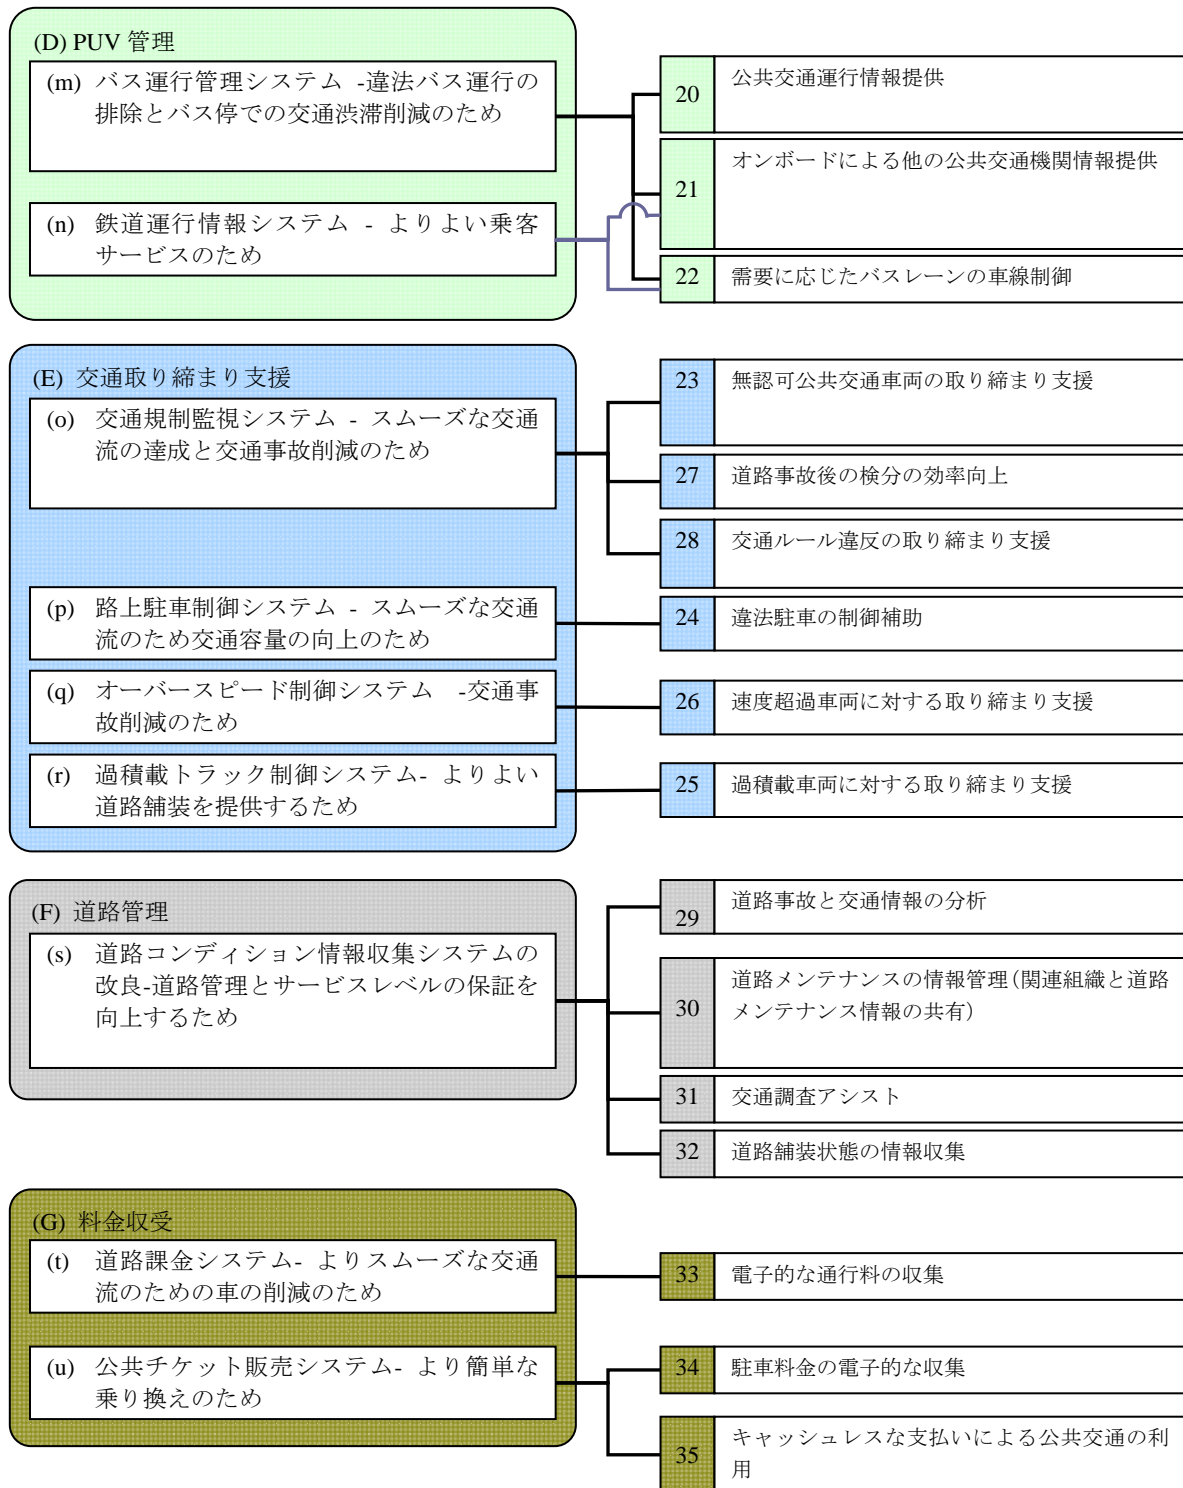 (D) PUV 管理
(m) バス運行管理システム -違法バス運行の
排除とバス停での交通渋滞削減のため
(n) 鉄道運行情報システム - よりよい乗客
サービスのため
20 公共交通運行情報提供
21 オンボードによる他の公共交通機関情報提供
22 需要に応じたバスレーンの車線制御
(E) 交通取り締まり支援
(o) 交通規制監視システム - スムーズな交通
流の達成と交通事故削減のため
23 無認可公共交通車両の取り締まり支援
27 道路事故後の検分の効率向上
28 交通ルール違反の取り締まり支援
(p) 路上駐車制御システム - スムーズな交通
流のため交通容量の向上のため
24 違法駐車の制御補助
(q) オーバースピード制御システム -交通事
故削減のため
26 速度超過車両に対する取り締まり支援
(r) 過積載トラック制御システム- よりよい
道路舗装を提供するため
25 過積載車両に対する取り締まり支援
(F) 道路管理
(s) 道路コンディション情報収集システムの
改良-道路管理とサービスレベルの保証を
向上するため
29 道路事故と交通情報の分析
30 道路メンテナンスの情報管理(関連組織と道路
メンテナンス情報の共有)
31 交通調査アシスト
32 道路舗装状態の情報収集
(G) 料金収受
(t) 道路課金システム- よりスムーズな交通
流のための車の削減のため
33 電子的な通行料の収集
(u) 公共チケット販売システム- より簡単な
乗り換えのため
34 駐車料金の電子的な収集
35 キャッシュレスな支払いによる公共交通の利
用